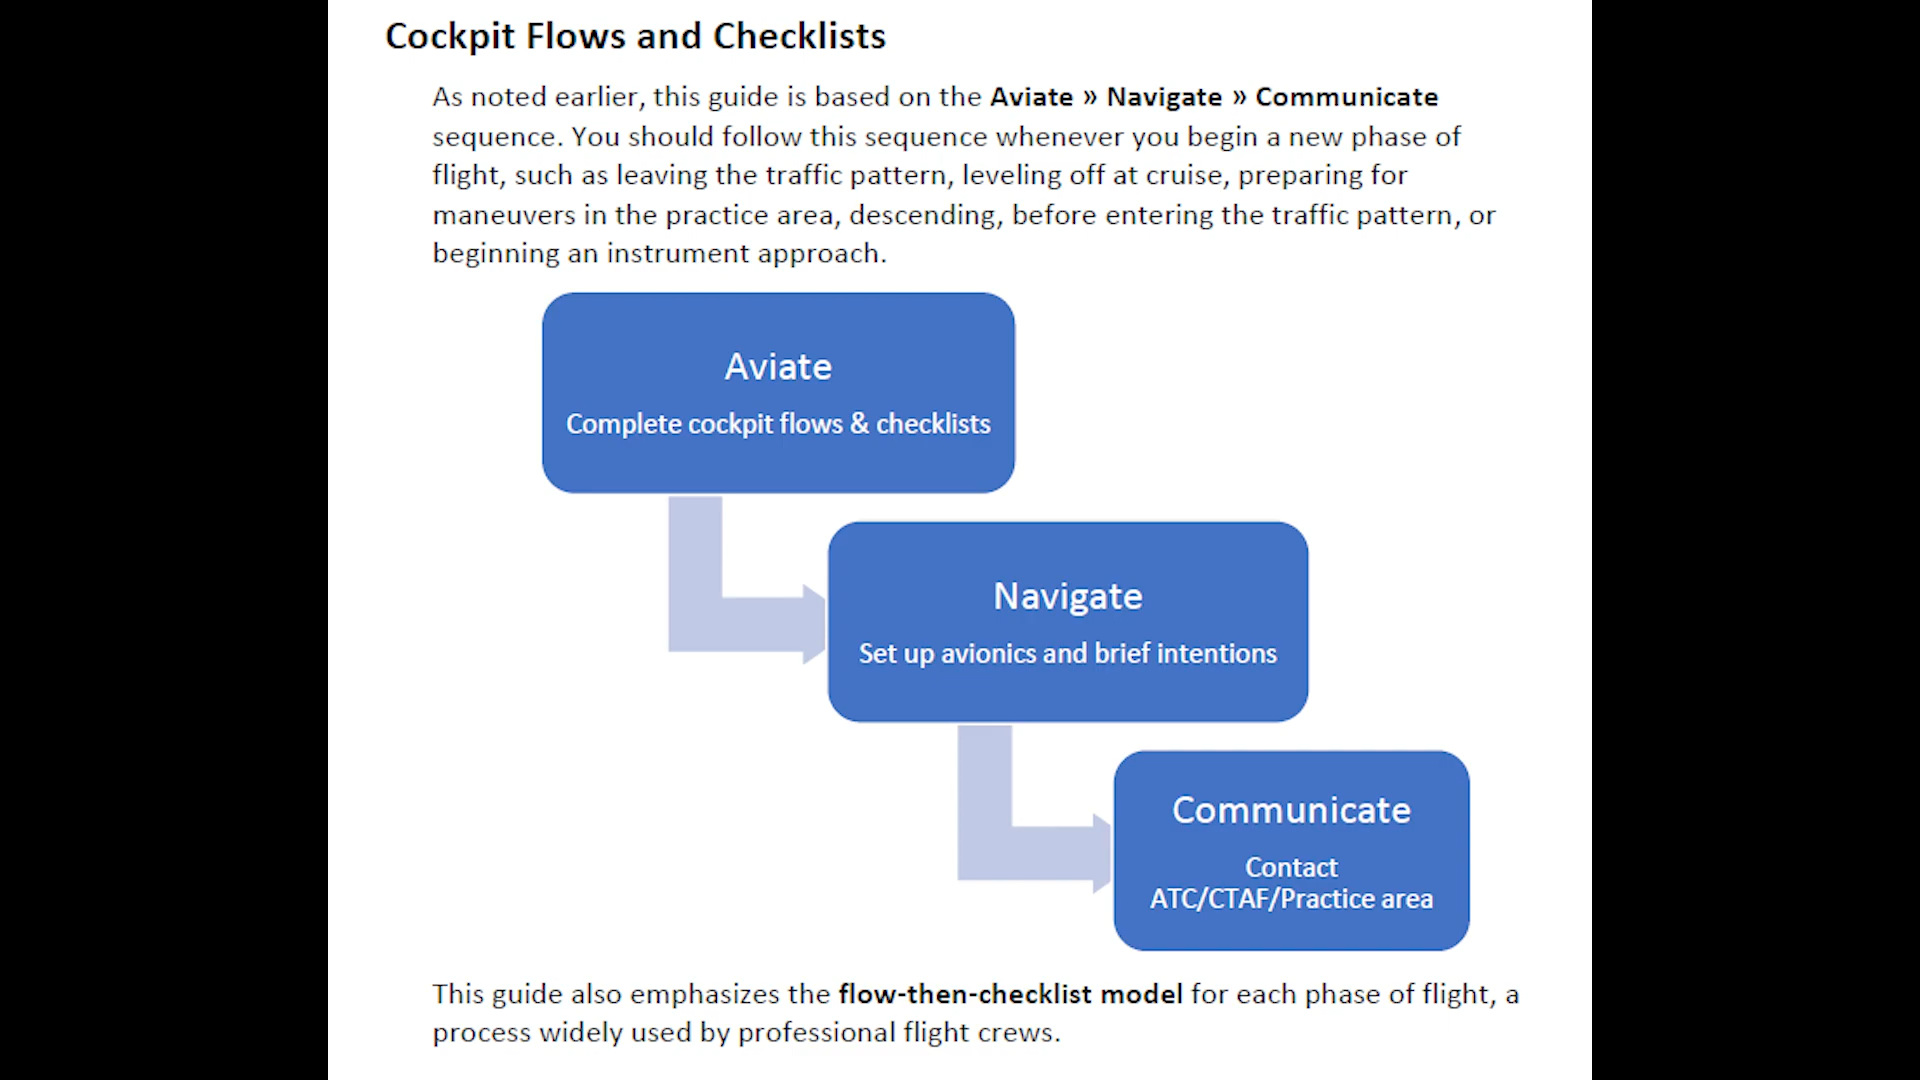 Cockpit Flows and Checklists
As noted earlier, this guide is based on the Aviate » Navigate » Communicate
sequence. You should follow this sequence whenever you begin a new phase of
flight, such as leaving the traffic pattern, leveling off at cruise, preparing for
maneuvers in the practice area, descending, before entering the traffic pattern, or
beginning an instrument approach.
Aviate
Complete cockpit flows & checklists
Navigate
Set up avionics and brief intentions
Communicate
Contact
ATC/CTAF/Practice area
This guide also emphasizes the flow-then-checklist model for each phase of flight, a
process widely used by professional flight crews.